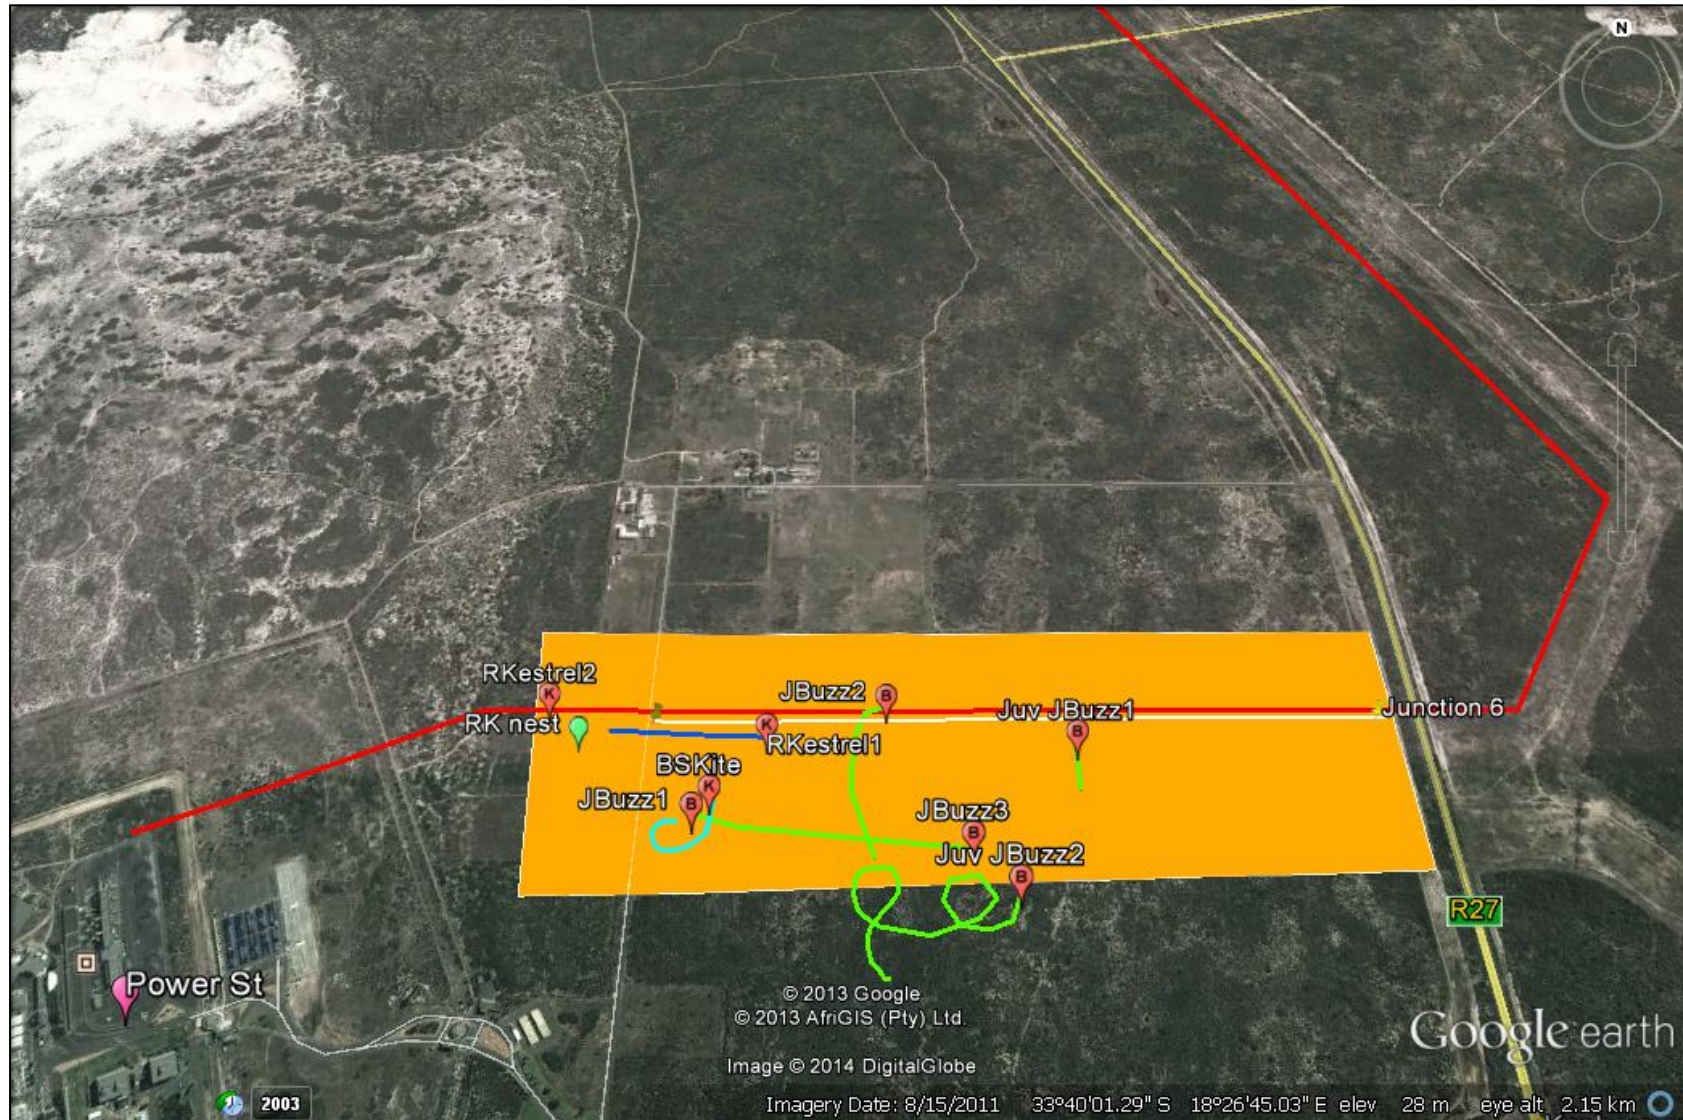 N
RKestrel2
K
JBuzz2
B
RK nest
Juv JBuzz1
B
Junction 6
K
RKestrel1
BSKite
K
JBuzz1
B
JBuzz3
B
Juv JBuzz2
B
R27
Power St
© 2013 Google
© 2013 AfriGIS (Pty) Ltd.
Image © 2014 DigitalGlobe
Google earth
2003
Imagery Date: 8/15/2011 33°40'01.29" S 18°26'45.03" E elev 28 m eye alt 2.15 km